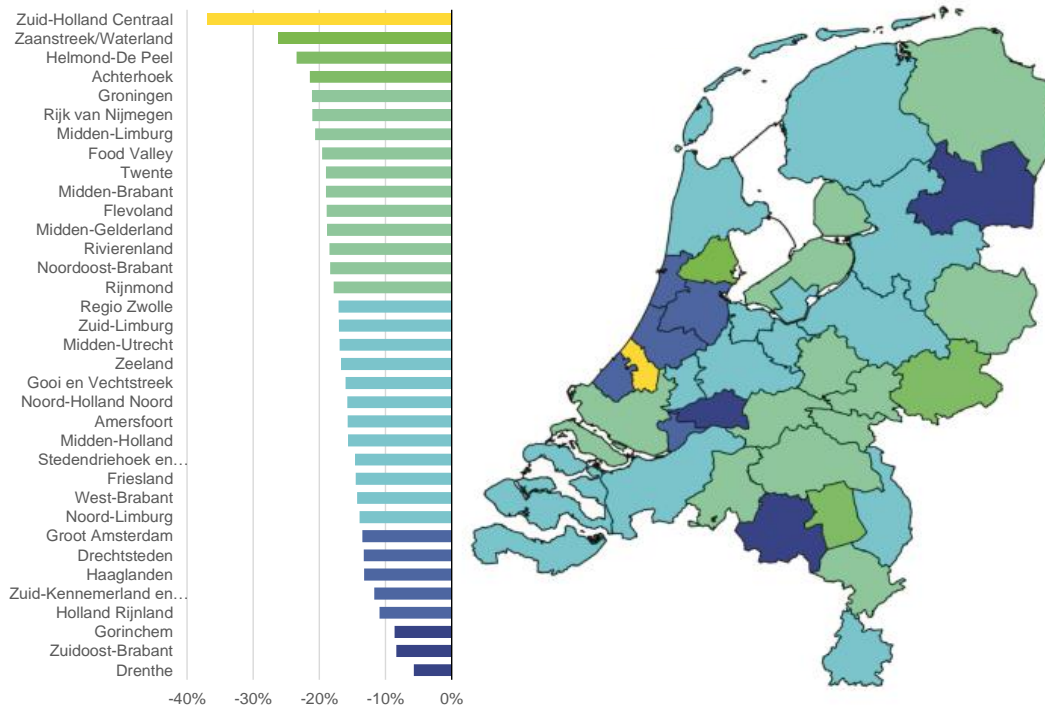 Zuid-Holland Centraal
Zaanstreek/Waterland
Helmond-De Peel
Achterhoek
Groningen
Rijk van Nijmegen
Midden-Limburg
Food Valley
Twente
Midden-Brabant
Flevoland
Midden-Gelderland
Rivierenland
Noordoost-Brabant
Rijnmond
Regio Zwolle
Zuid-Limburg
Midden-Utrecht
Zeeland
Gooi en Vechtstreek
Noord-Holland Noord
Amersfoort
Midden-Holland
Stedendriehoek en…
Friesland
West-Brabant
Noord-Limburg
Groot Amsterdam
Drechtsteden
Haaglanden
Zuid-Kennemerland en…
Holland Rijnland
Gorinchem
Zuidoost-Brabant
Drenthe
-40% -30% -20% -10% 0%